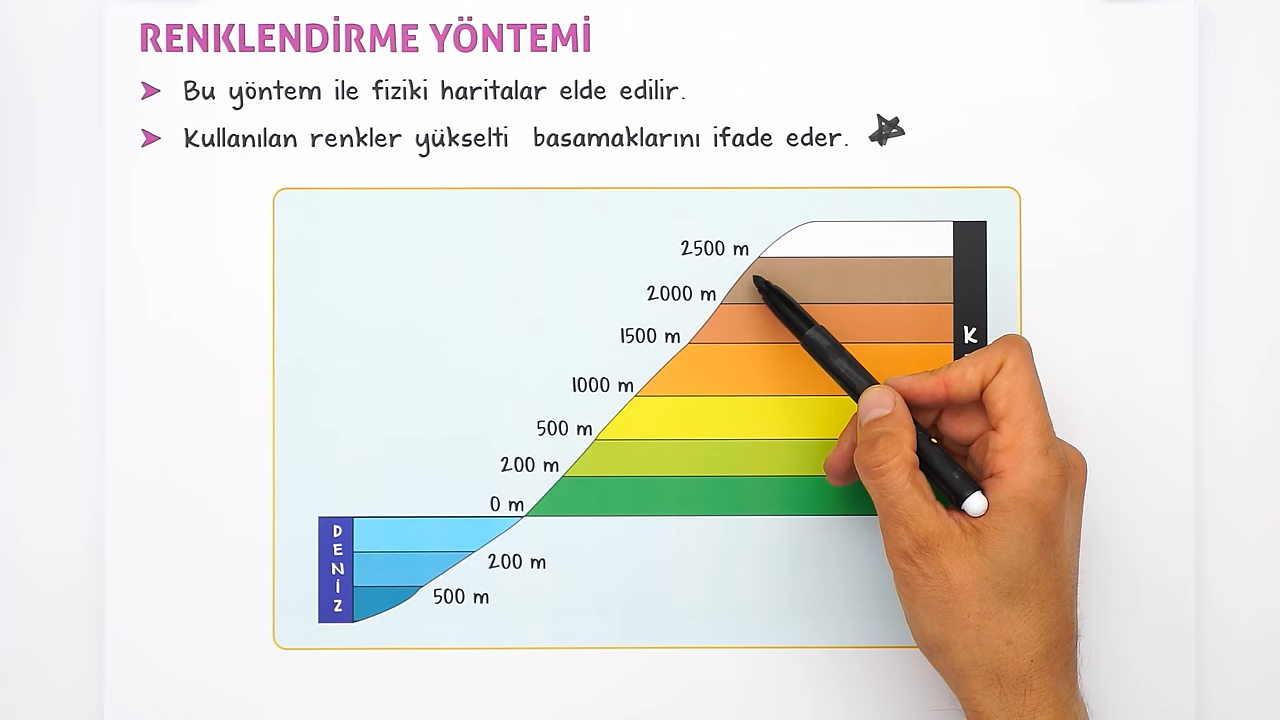 RENKLENDİRME YÖNTEMİ
➤ Bu yöntem ile fiziki haritalar elde edilir.
➤ Kullanılan renkler yükselti basamaklarını ifade eder.
2500 m
2000 m
1500 m
1000 m
500 m
200 m
0 m
200 m
500 m
DENİZ
K